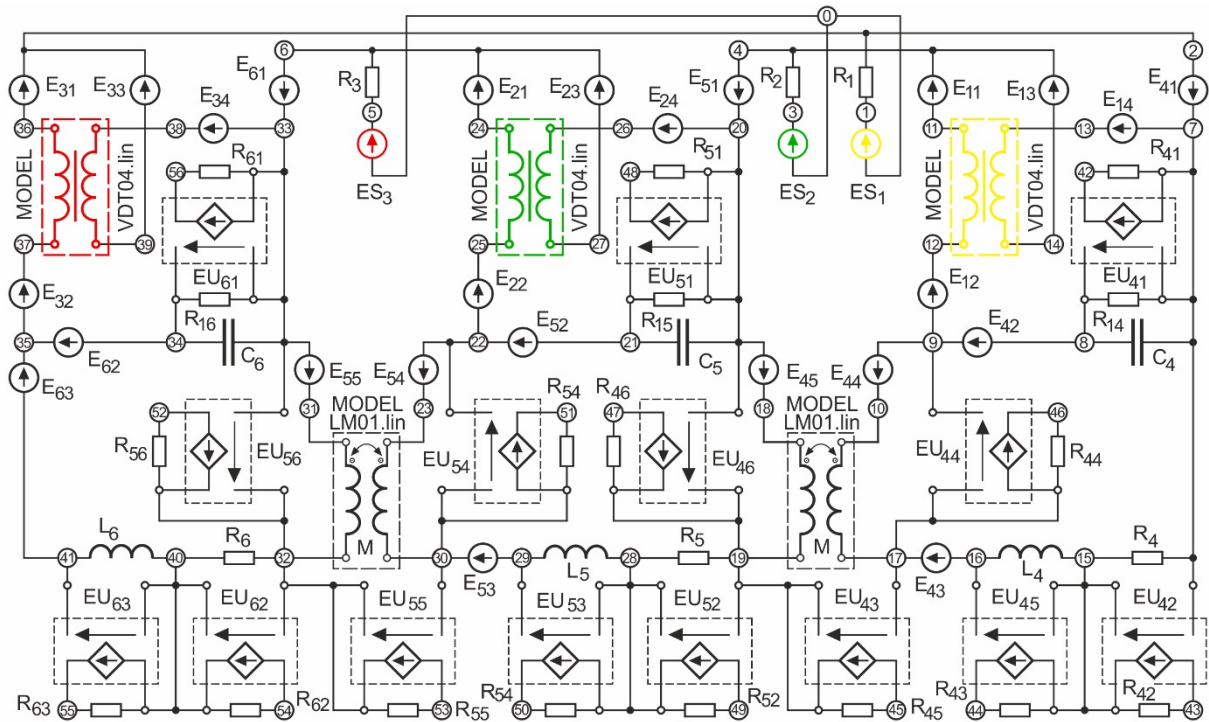 0
6 4 2
E31 E33 E61 R3 E21 E23 E51 R2 R1 E11 E13 E41
E34 5 E24 3 1 E14
36 38 33 24 26 20 11 13 7
MODEL VDT04.lin R61 ES3 MODEL VDT04.lin R51 ES2 ES1 MODEL VDT04.lin R41
56 48 42
37 39 25 27 12 14
EU61 EU51 EU41
E32 E22 E12
R16 R15 R14
35 34 22 21 9 8
E62 C6 E52 C5 E42 C4
E63 E55 E54 E45 E44
31 23 18 10
MODEL MODEL
LM01.lin LM01.lin
52 R54 51 R46 47 46
R56 EU56 EU54 EU46 EU44 R44
L6 R6 M R5 M R4
41 40 32 30 29 28 19 17 16 15
E53 L5 E43 L4
EU63 EU62 EU55 EU53 EU52 EU43 EU45 EU42
R63 R62 R55 R54 R52 R45 R43 R42
55 54 53 50 49 45 44 43